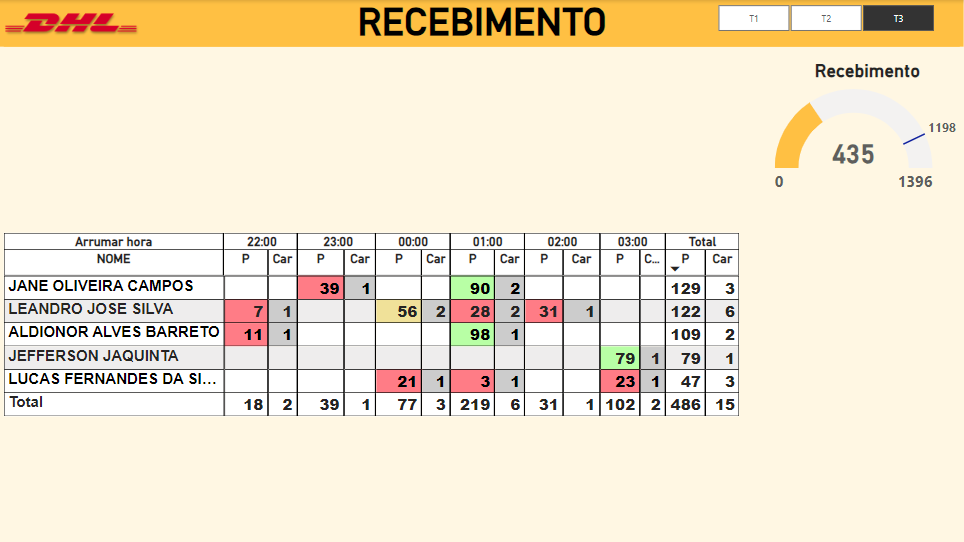 DHL RECEBIMENTO T1 T2 T3
Recebimento
1198
435
0 1396
Arrumar hora 22:00 23:00 00:00 01:00 02:00 03:00 Total
NOME P Car P Car P Car P Car P Car P C... P Car
JANE OLIVEIRA CAMPOS 39 1 90 2 129 3
LEANDRO JOSE SILVA 7 1 56 2 28 2 31 1 122 6
ALDIONOR ALVES BARRETO 11 1 98 1 109 2
JEFFERSON JAQUINTA 79 1 79 1
LUCAS FERNANDES DA SI... 21 1 3 1 23 1 47 3
Total 18 2 39 1 77 3 219 6 31 1 102 2 486 15